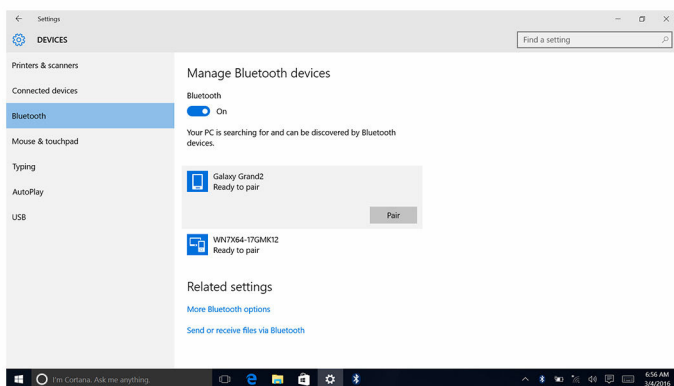 Settings
DEVICES
Find a setting
Printers & scanners
Connected devices
Bluetooth
Mouse & touchpad
Typing
AutoPlay
USB
Manage Bluetooth devices
Bluetooth
On
Your PC is searching for and can be discovered by Bluetooth
devices.
Galaxy Grand2
Ready to pair
Pair
WN7X64-17GMK12
Ready to pair
Related settings
More Bluetooth options
Send or receive files via Bluetooth
I'm Cortana. Ask me anything.
6:56 AM
3/4/2016